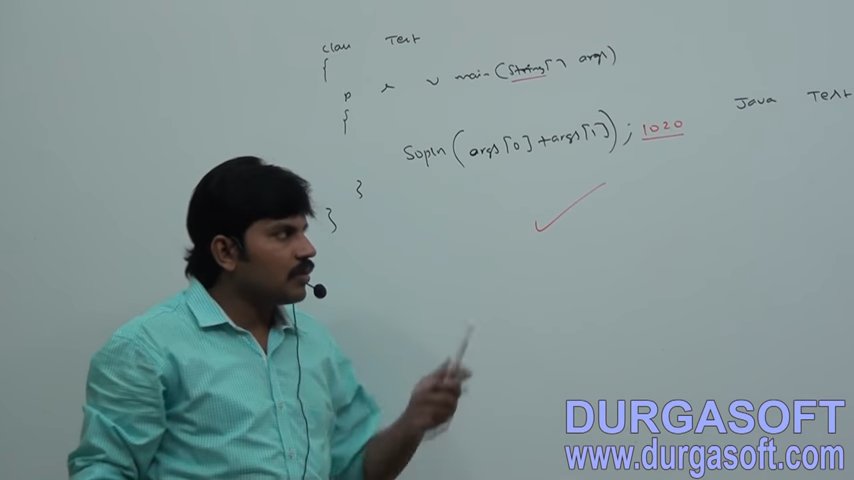 class Test
{
p s v main(String[] args)
{
Sopln(args[0]+args[1]); 1020
Java Test
}
}
DURGASOFT
www.durgasoft.com